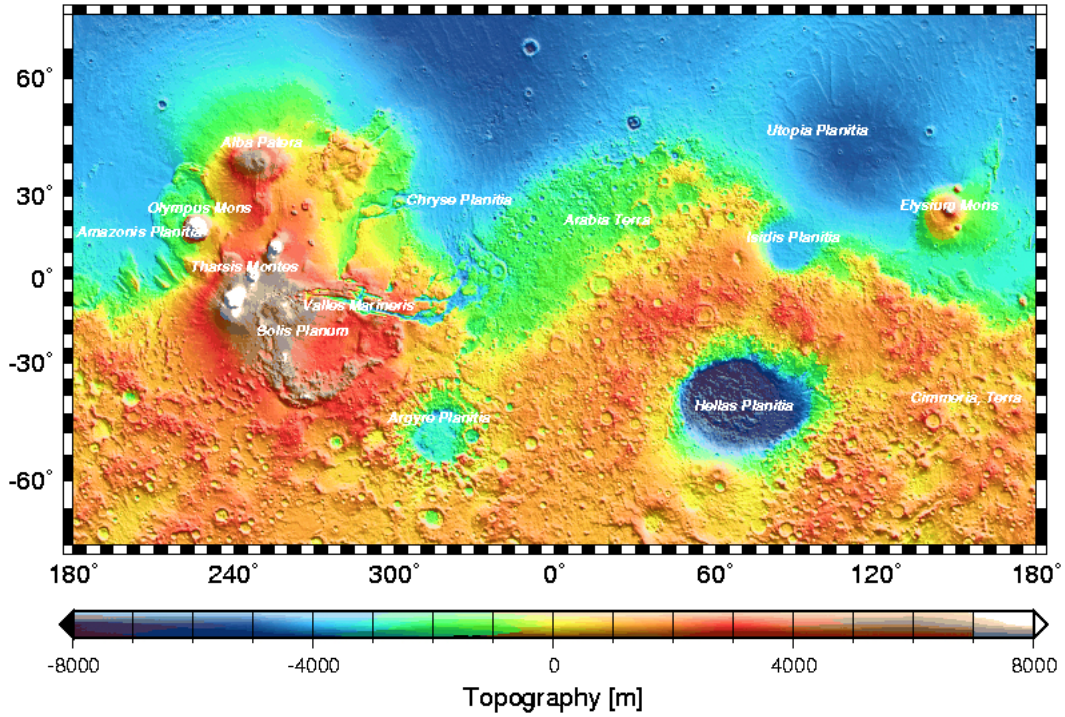 60°
30°
0°
-30°
-60°
Utopia Planitia
Alba Patera
Chryse Planitia
Olympus Mons
Elysium Mons
Arabia Terra
Amazonis Planitia
Isidis Planitia
Tharsis Montes
Valles Marineris
Solis Planum
Cimmeria, Terra
Hellas Planitia
Argyre Planitia
180° 240° 300° 0° 60° 120° 180°
-8000 -4000 0 4000 8000
Topography [m]